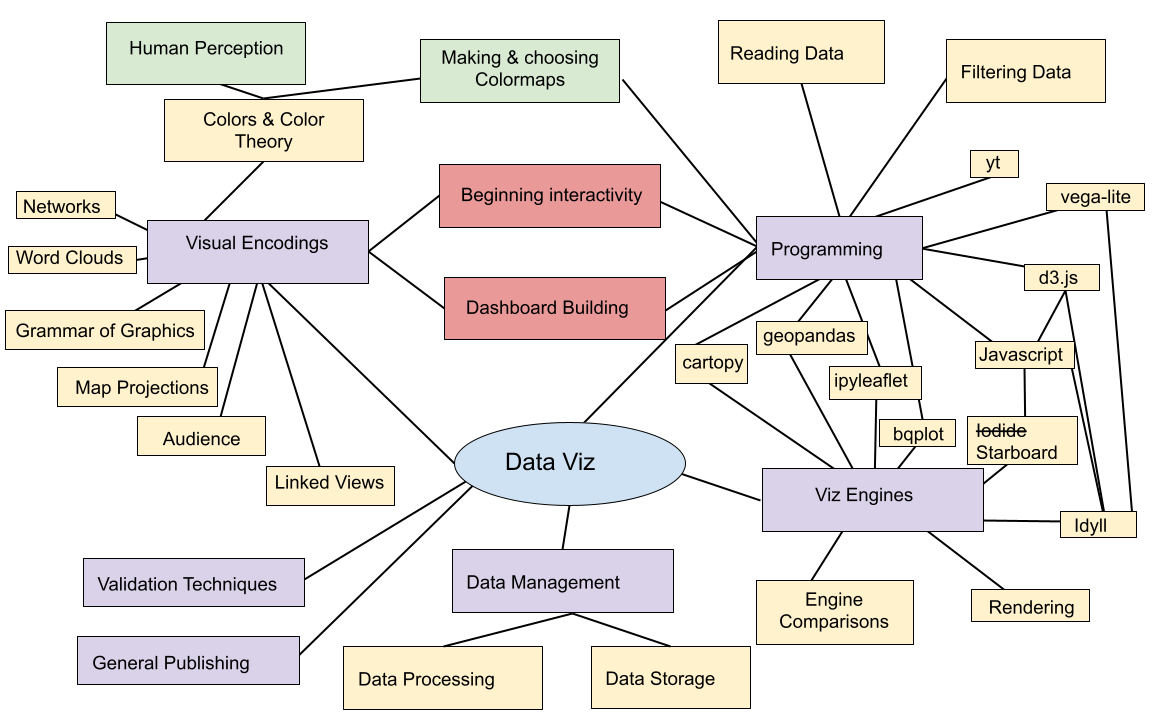 Human Perception
Making & choosing
Colormaps
Reading Data
Filtering Data
Colors & Color
Theory
yt
Networks
Beginning interactivity
vega-lite
Visual Encodings
Programming
Word Clouds
d3.js
Grammar of Graphics
Dashboard Building
geopandas
Javascript
cartopy
Map Projections
ipyleaflet
Audience
bqplot
Iodide
Starboard
Data Viz
Linked Views
Viz Engines
Idyll
Validation Techniques
Data Management
Engine
Comparisons
Rendering
General Publishing
Data Processing
Data Storage